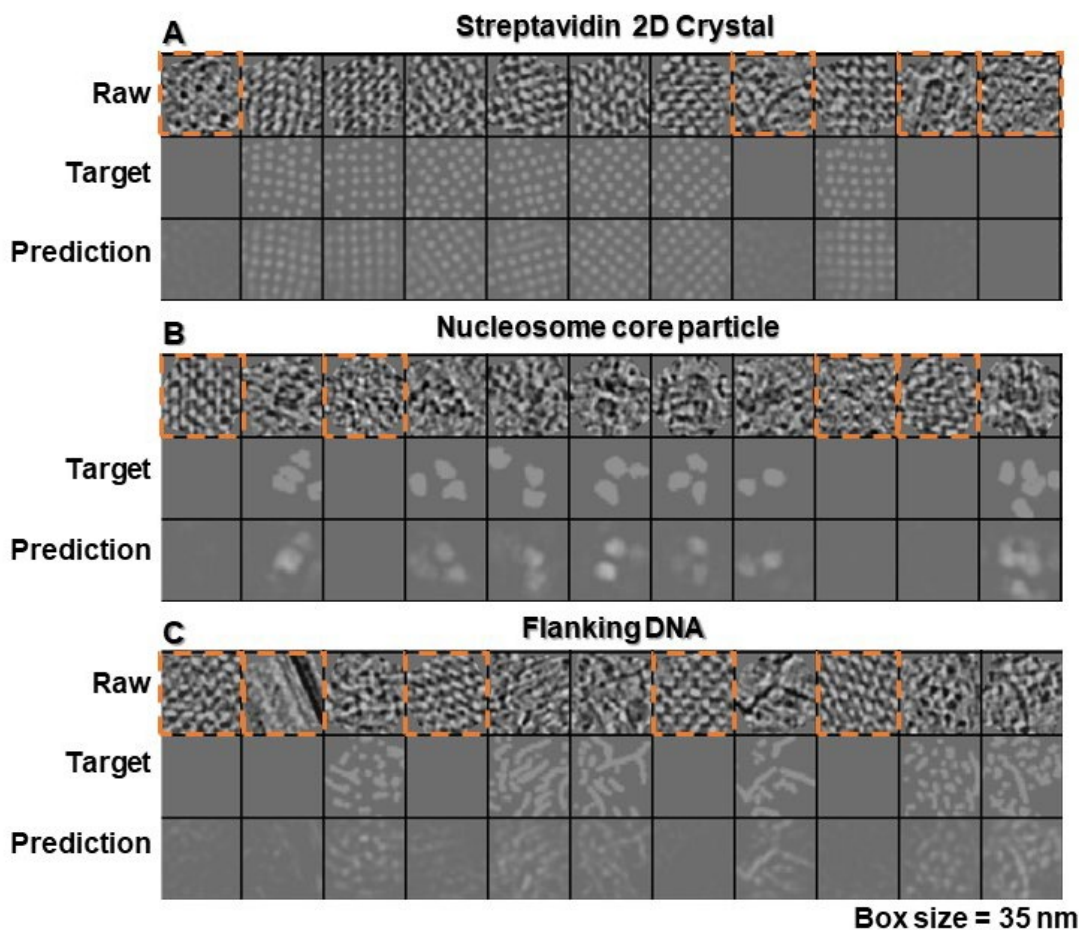 A
Streptavidin 2D Crystal
Raw
Target
Prediction
B
Nucleosome core particle
Target
Prediction
C
Flanking DNA
Raw
Target
Prediction
Box size = 35 nm